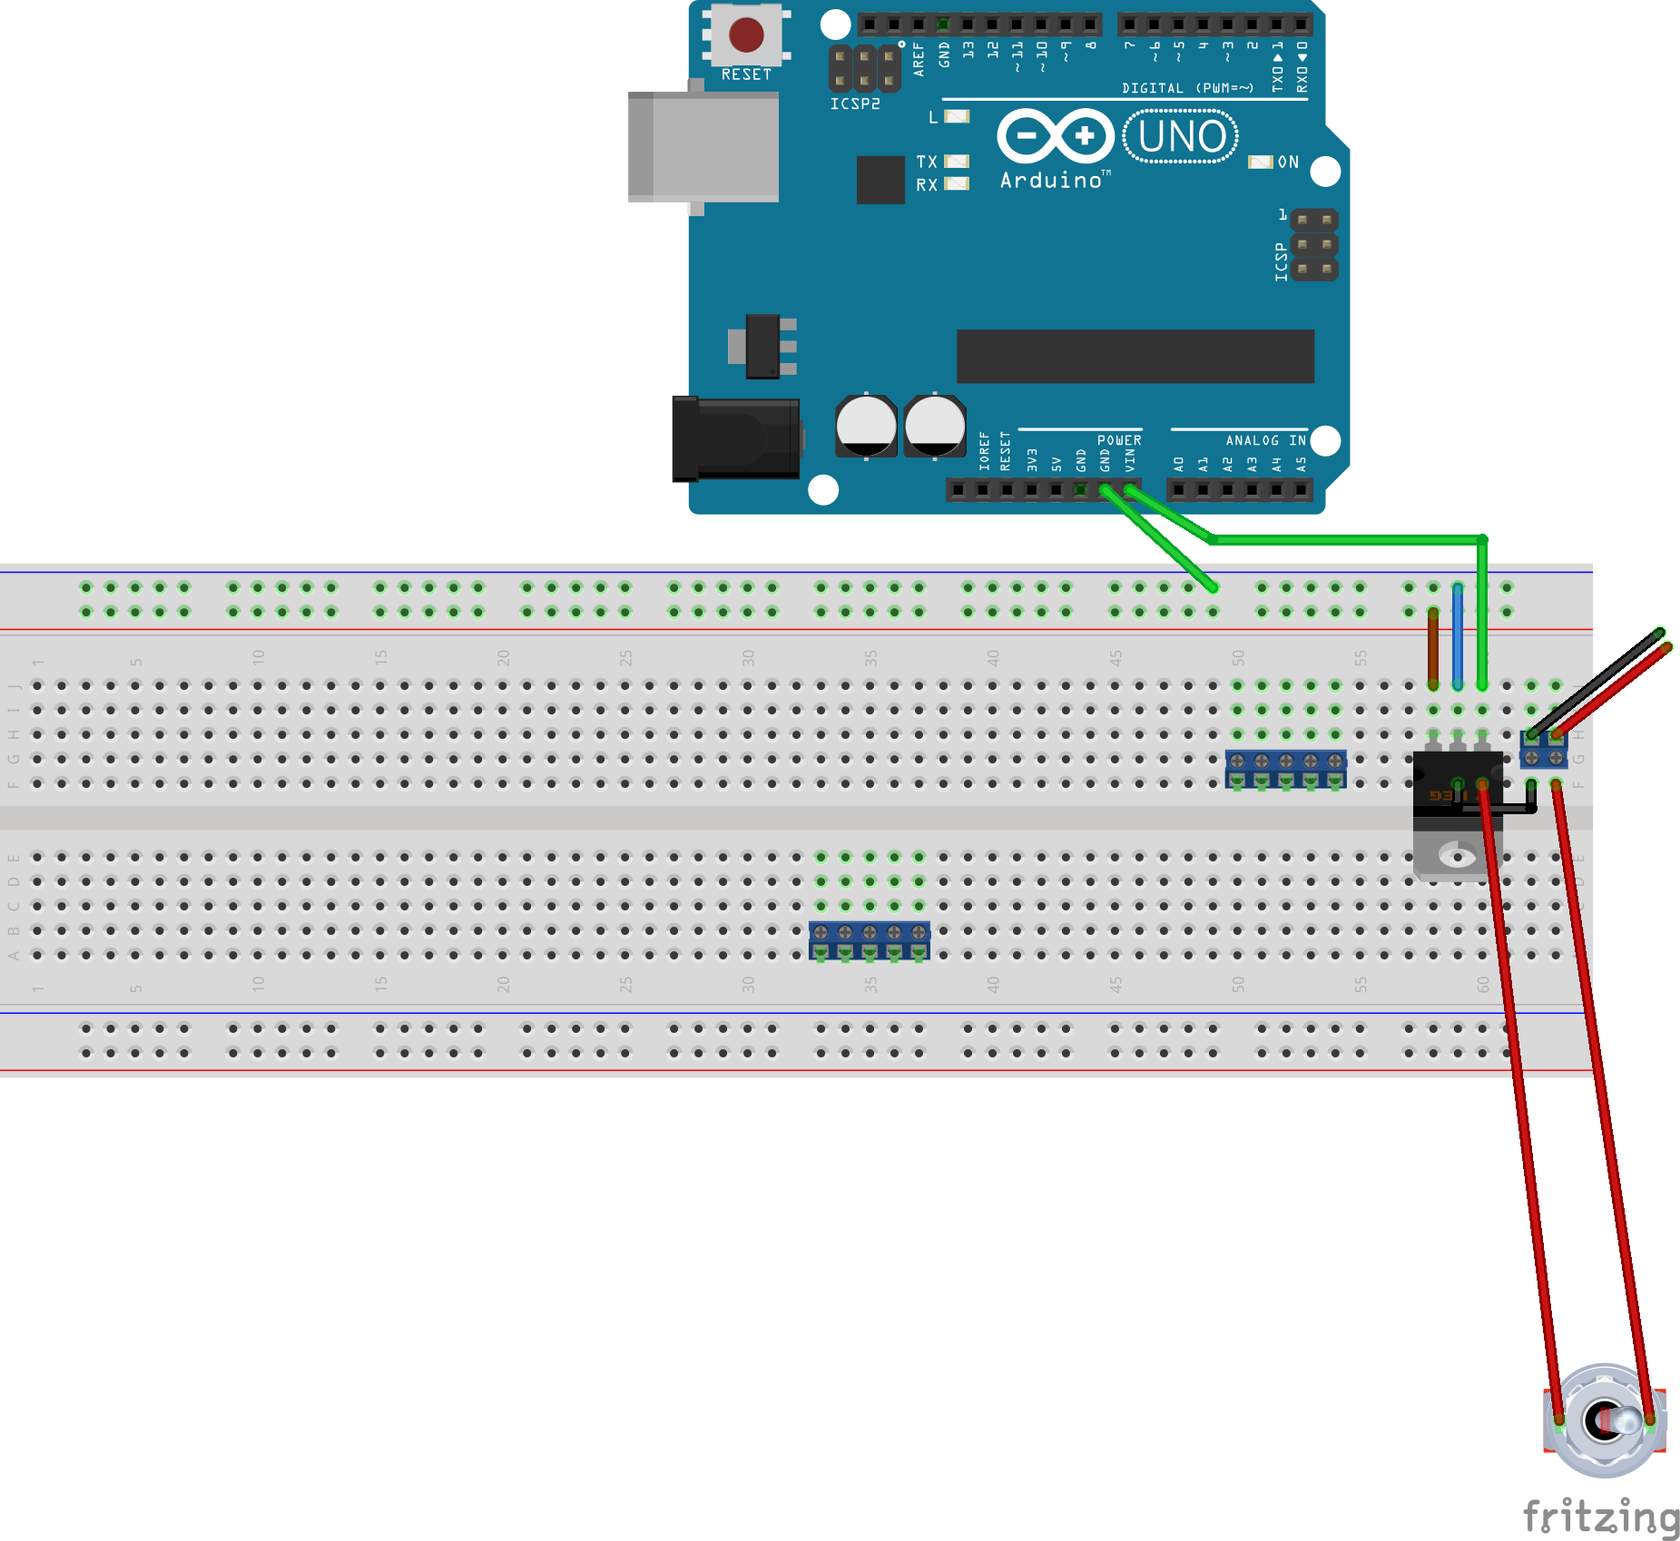 RESET
ICSP2
AREF
GND
13
12
~11
~10
~9
8
7
~6
~5
4
~3
2
TXO▶1
RXO◀0
DIGITAL (PWM=~)
L
TX
RX
UNO
Arduino™
ON
1
ICSP
IOREF
RESET
3V3
5V
GND
GND
VIN
POWER
ANALOG IN
A0
A1
A2
A3
A4
A5
1 5 10 15 20 25 30 35 40 45 50 55
J
I
H H
G G
F F
E E
D D
C C
B
A
1 5 10 15 20 25 30 35 40 45 50 55 60
fritzing